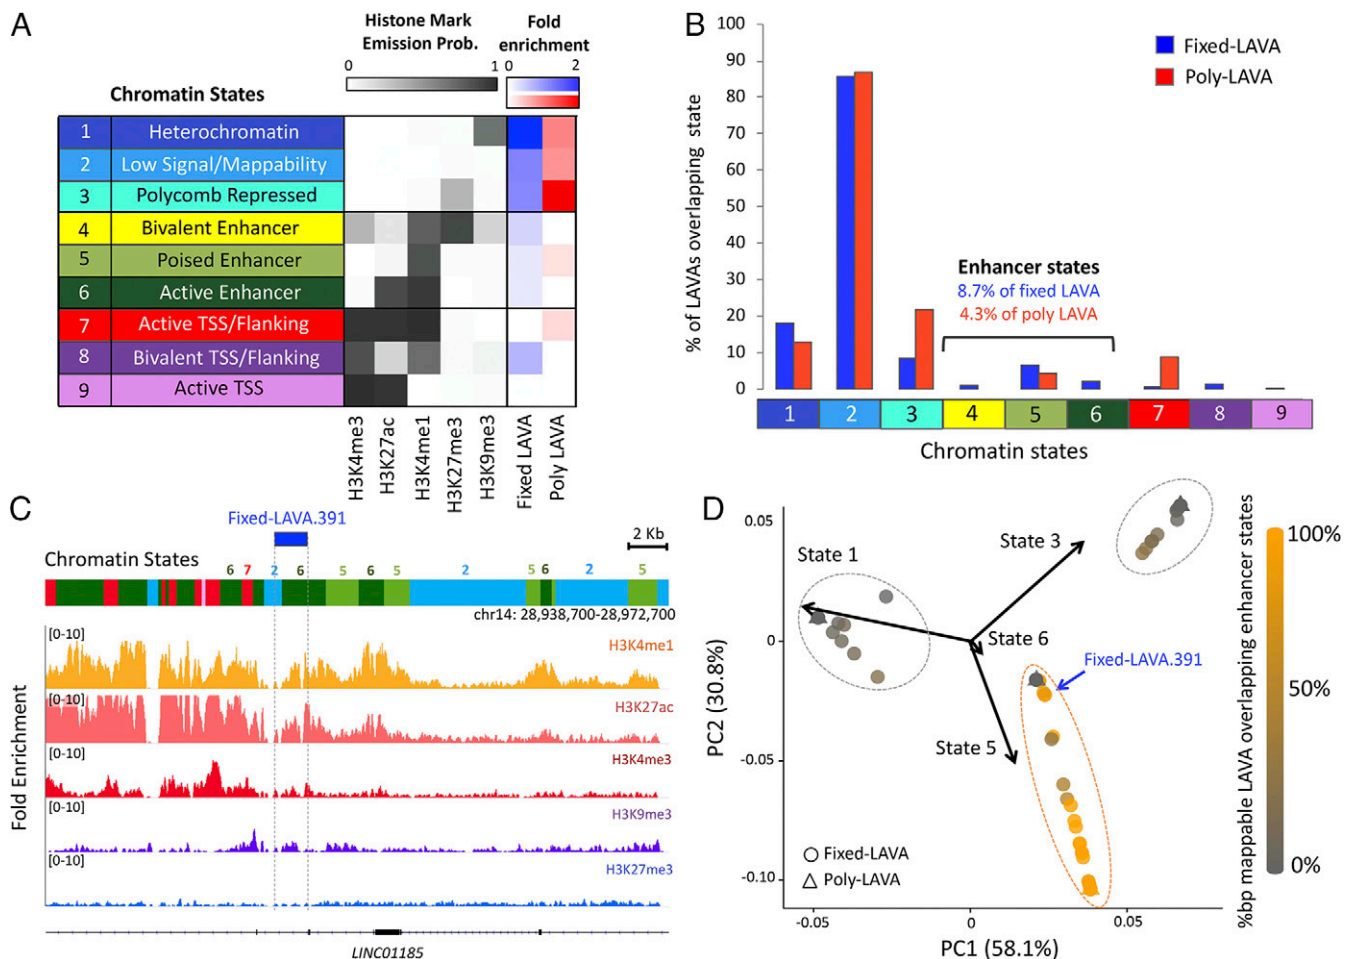 A
Histone Mark
Emission Prob.
Fold
enrichment
0 1
0 2
Chromatin States
1 Heterochromatin
2 Low Signal/Mappability
3 Polycomb Repressed
4 Bivalent Enhancer
5 Poised Enhancer
6 Active Enhancer
7 Active TSS/Flanking
8 Bivalent TSS/Flanking
9 Active TSS
H3K4me3
H3K27ac
H3K4me1
H3K27me3
H3K9me3
Fixed LAVA
Poly LAVA
B
% of LAVAs overlapping state
100
90
80
70
60
50
40
30
20
10
0
Fixed-LAVA
Poly-LAVA
Enhancer states
8.7% of fixed LAVA
4.3% of poly LAVA
1 2 3 4 5 6 7 8 9
Chromatin states
C
Fixed-LAVA.391
2 Kb
Chromatin States
6 7 2 6 5 6 5 2 5 6 2 5
chr14: 28,938,700-28,972,700
Fold Enrichment
[0-10]
H3K4me1
[0-10]
H3K27ac
[0-10]
H3K4me3
[0-10]
H3K9me3
[0-10]
H3K27me3
LINC01185
D
PC2 (30.8%)
0.05
0
-0.05
-0.10
State 1
State 3
State 6
State 5
Fixed-LAVA.391
Fixed-LAVA
Poly-LAVA
-0.05 0 0.05
PC1 (58.1%)
100%
50%
0%
%bp mappable LAVA overlapping enhancer states